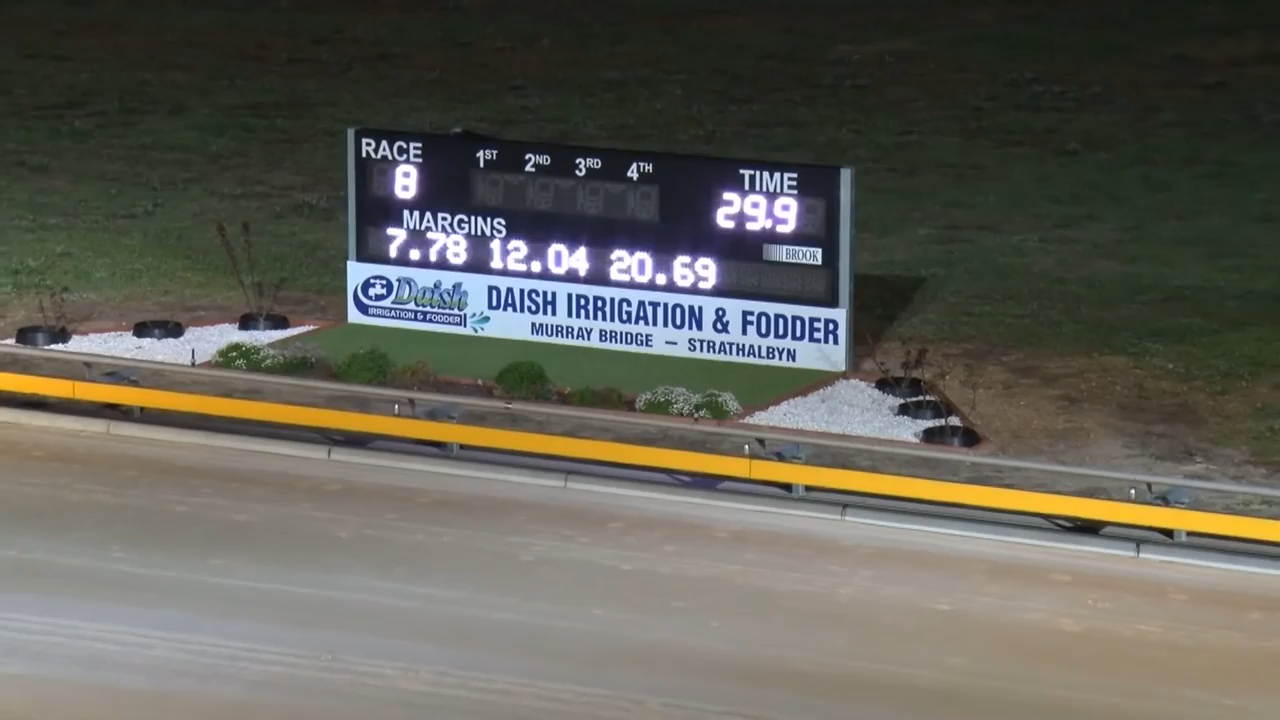 RACE 1ST 2ND 3RD 4TH TIME
8 29.9
MARGINS
7.78 12.04 20.69
BROOK
Daish
IRRIGATION & FODDER
DAISH IRRIGATION & FODDER
MURRAY BRIDGE — STRATHALBYN